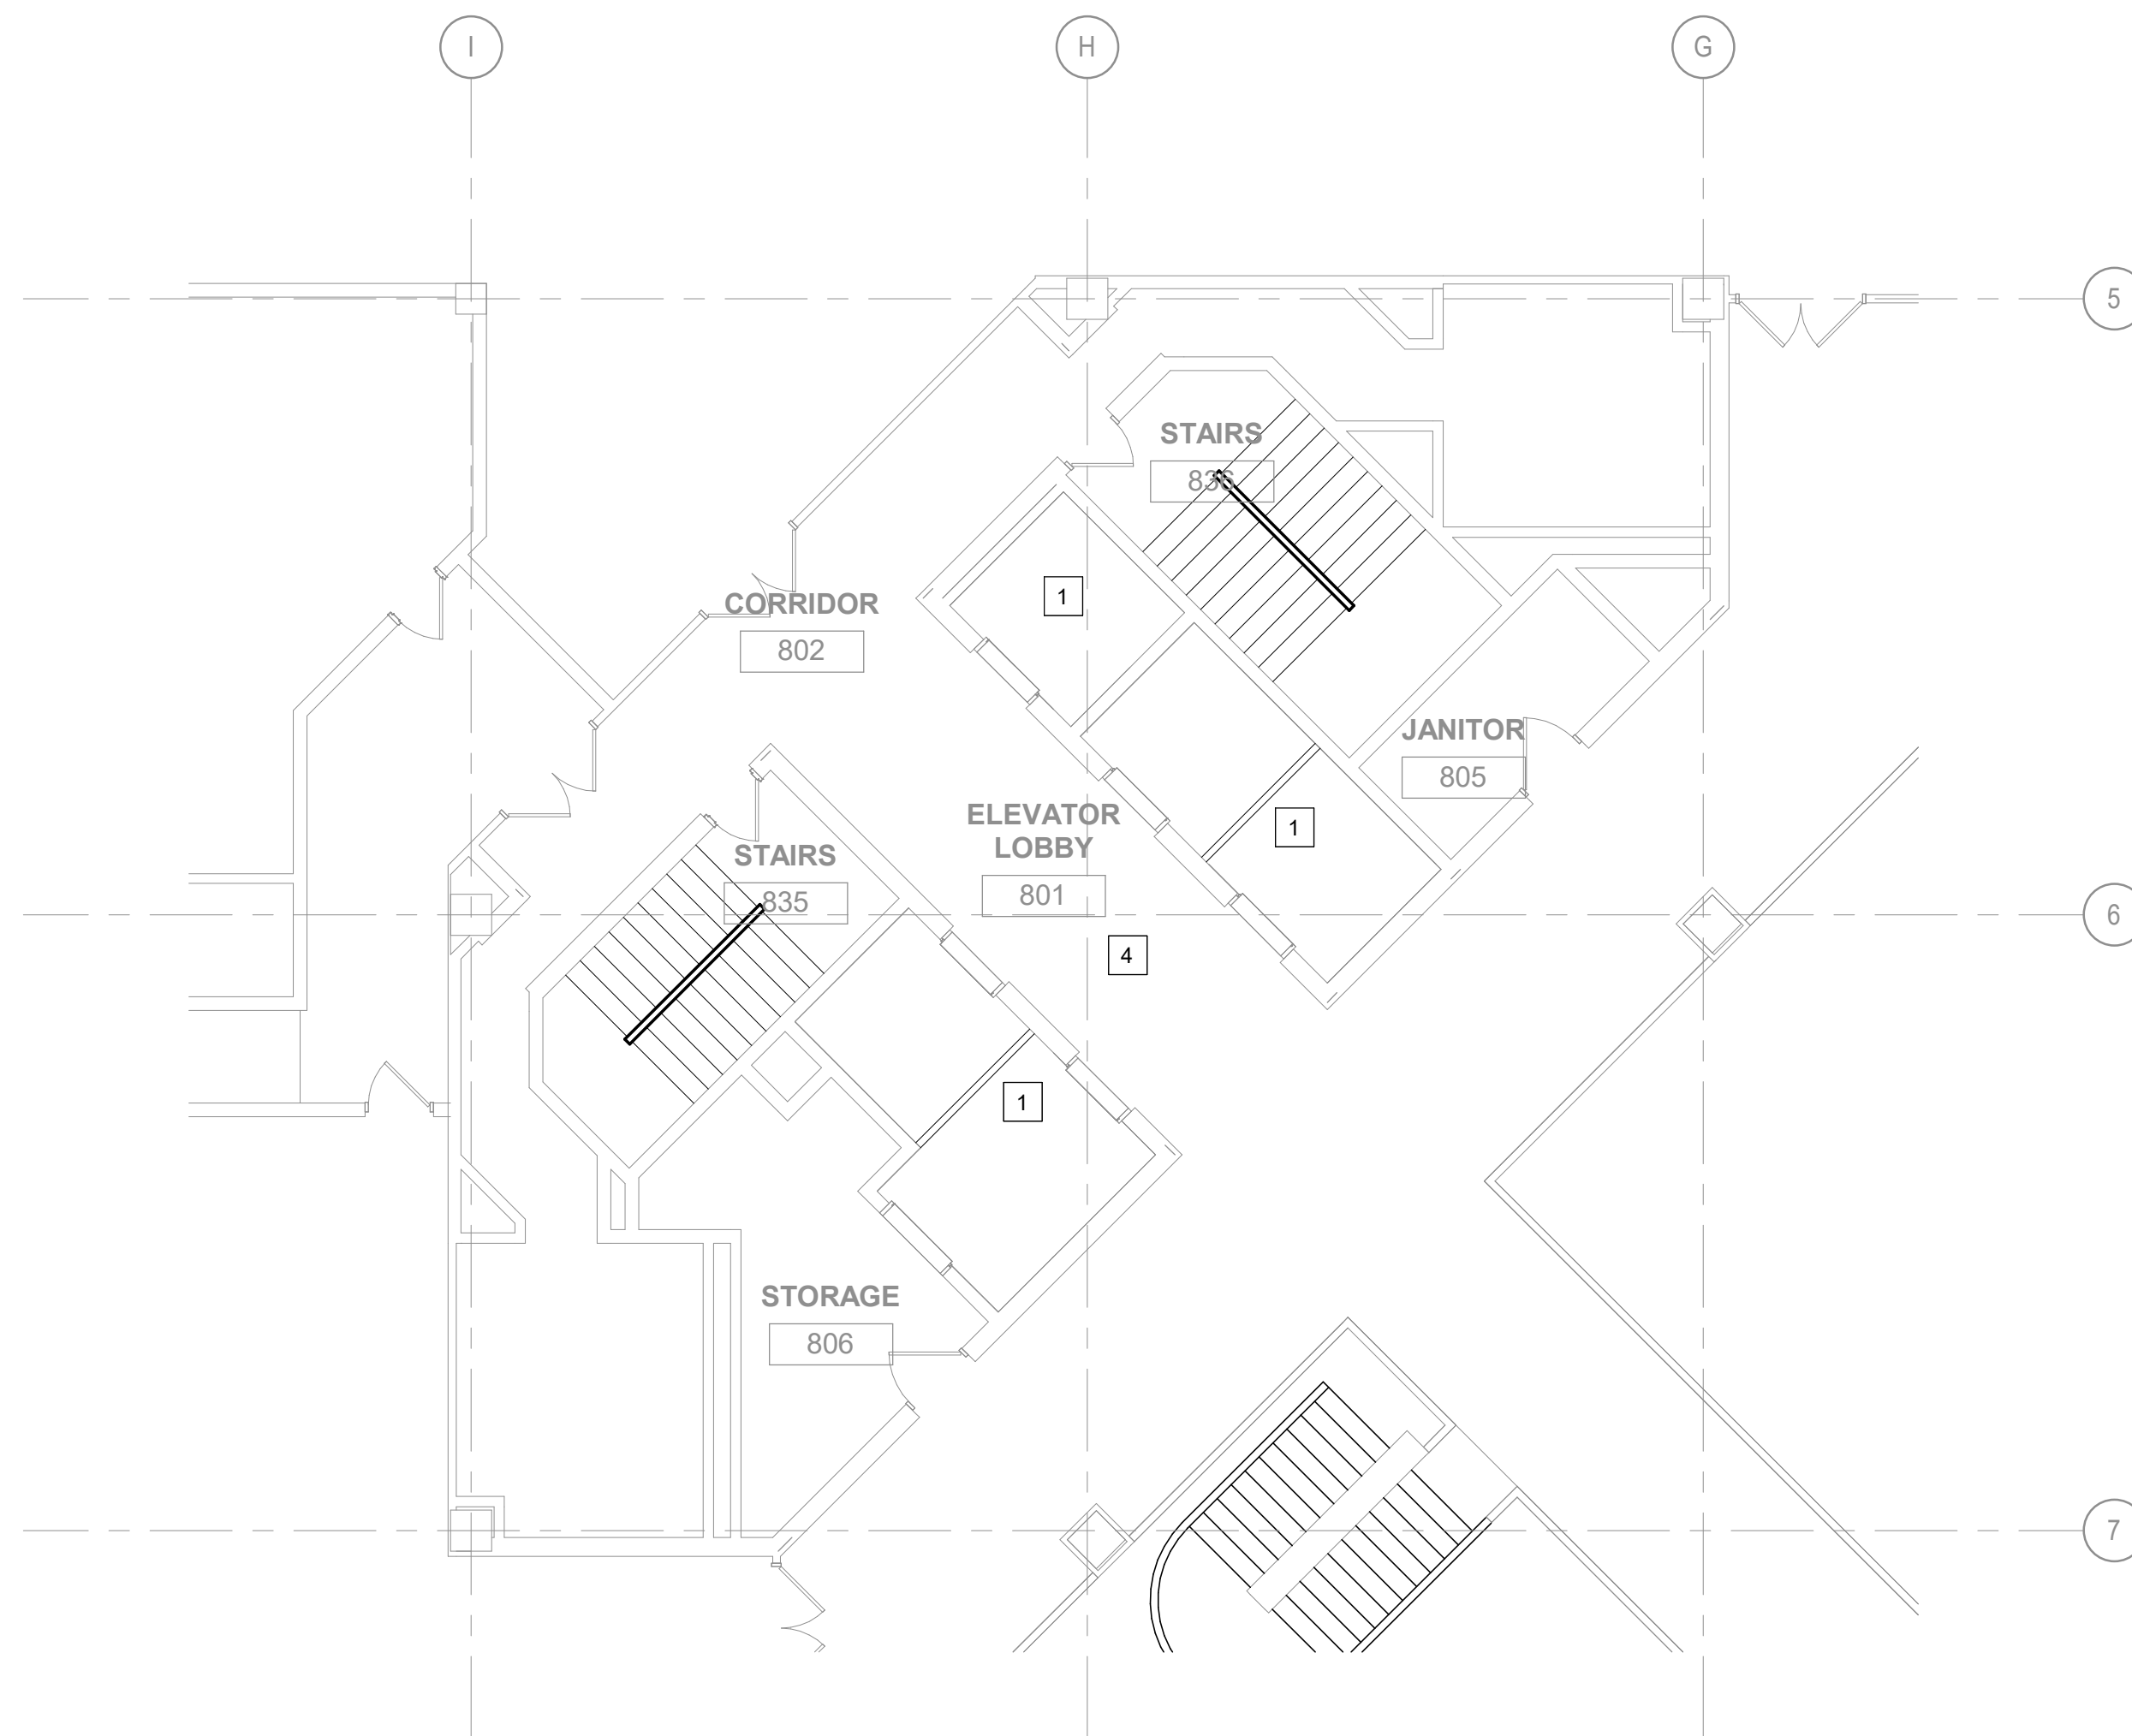 I
H
G
5
STAIRS
836
1
CORRIDOR
802
JANITOR
805
ELEVATOR
LOBBY
801
1
STAIRS
835
6
4
1
STORAGE
806
7